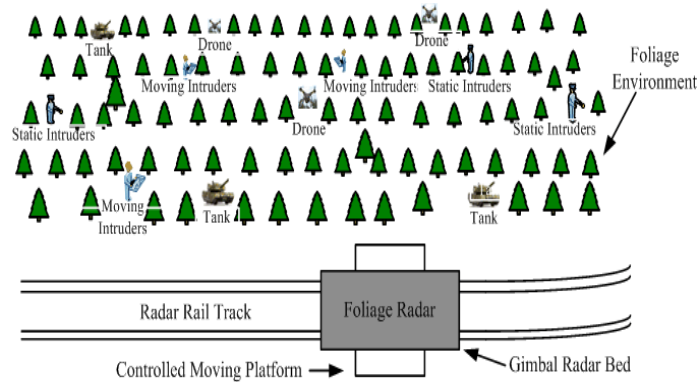 Tank
Drone
Drone
Moving Intruders
Moving Intruders
Static Intruders
Foliage
Environment
Static Intruders
Drone
Static Intruders
Moving
Intruders
Tank
Tank
Radar Rail Track
Foliage Radar
Controlled Moving Platform
Gimbal Radar Bed